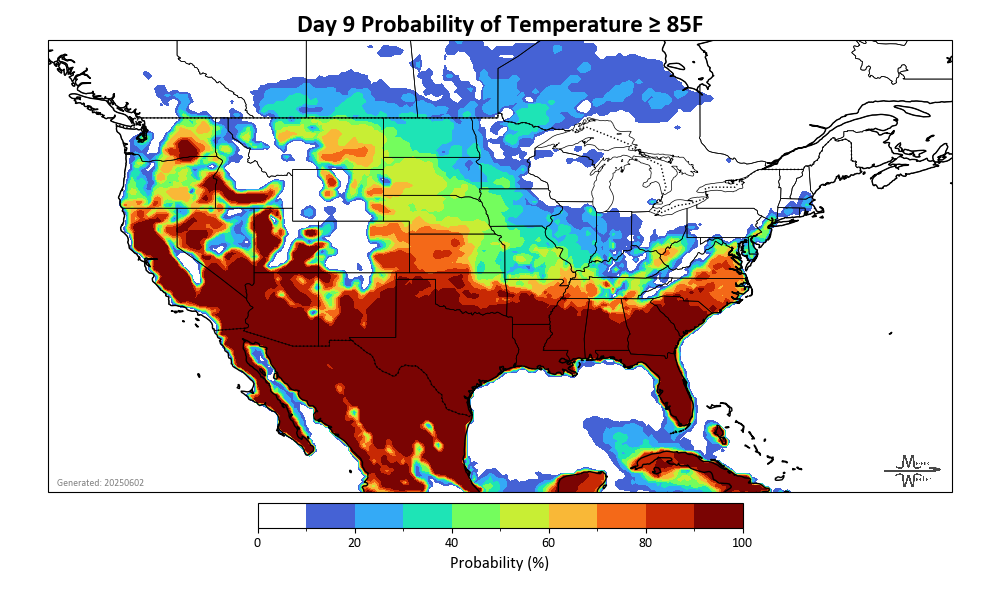 Day 9 Probability of Temperature ≥ 85F
Generated: 20250602
0 20 40 60 80 100
Probability (%)